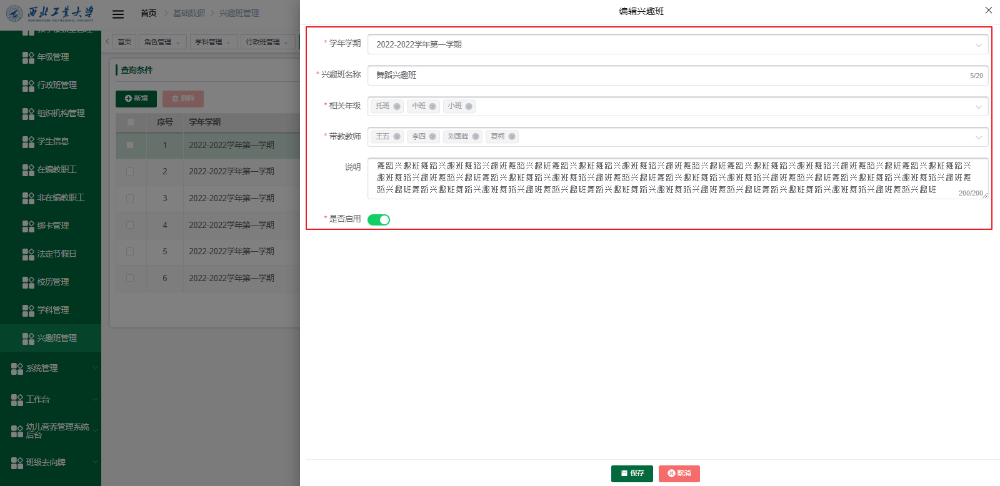 西北工业大学
NORTHWESTERN POLYTECHNICAL UNIVERSITY
年级管理
行政班管理
组织机构管理
学生信息
在编教职工
非在编教职工
绑卡管理
法定节假日
校历管理
学科管理
兴趣班管理
系统管理
工作台
幼儿营养管理系统
后台
班级去向牌
首页 > 基础数据 > 兴趣班管理
首页 角色管理 × 学科管理 × 行政班管理 ×
查询条件
新增 删除
序号 学年学期
1 2022-2022学年第一学期
2 2022-2022学年第一学期
3 2022-2022学年第一学期
4 2022-2022学年第一学期
5 2022-2022学年第一学期
6 2022-2022学年第一学期
编辑兴趣班
* 学年学期 2022-2022学年第一学期
* 兴趣班名称 舞蹈兴趣班 5/20
* 相关年级 托班 中班 小班
* 带教教师 王五 李四 刘国峰 夏柯
说明 舞蹈兴趣班舞蹈兴趣班舞蹈兴趣班舞蹈兴趣班舞蹈兴趣班舞蹈兴趣班舞蹈兴趣班舞蹈兴趣班舞蹈兴趣班舞蹈兴趣班舞蹈兴趣班舞蹈兴趣班舞蹈兴趣班舞蹈兴
趣班舞蹈兴趣班舞蹈兴趣班舞蹈兴趣班舞蹈兴趣班舞蹈兴趣班舞蹈兴趣班舞蹈兴趣班舞蹈兴趣班舞蹈兴趣班舞蹈兴趣班舞蹈兴趣班舞蹈兴趣班舞蹈兴趣班舞
蹈兴趣班舞蹈兴趣班舞蹈兴趣班舞蹈兴趣班舞蹈兴趣班舞蹈兴趣班舞蹈兴趣班舞蹈兴趣班舞蹈兴趣班舞蹈兴趣班舞蹈兴趣班舞蹈兴趣班舞蹈兴趣班
200/200
* 是否启用
保存 取消